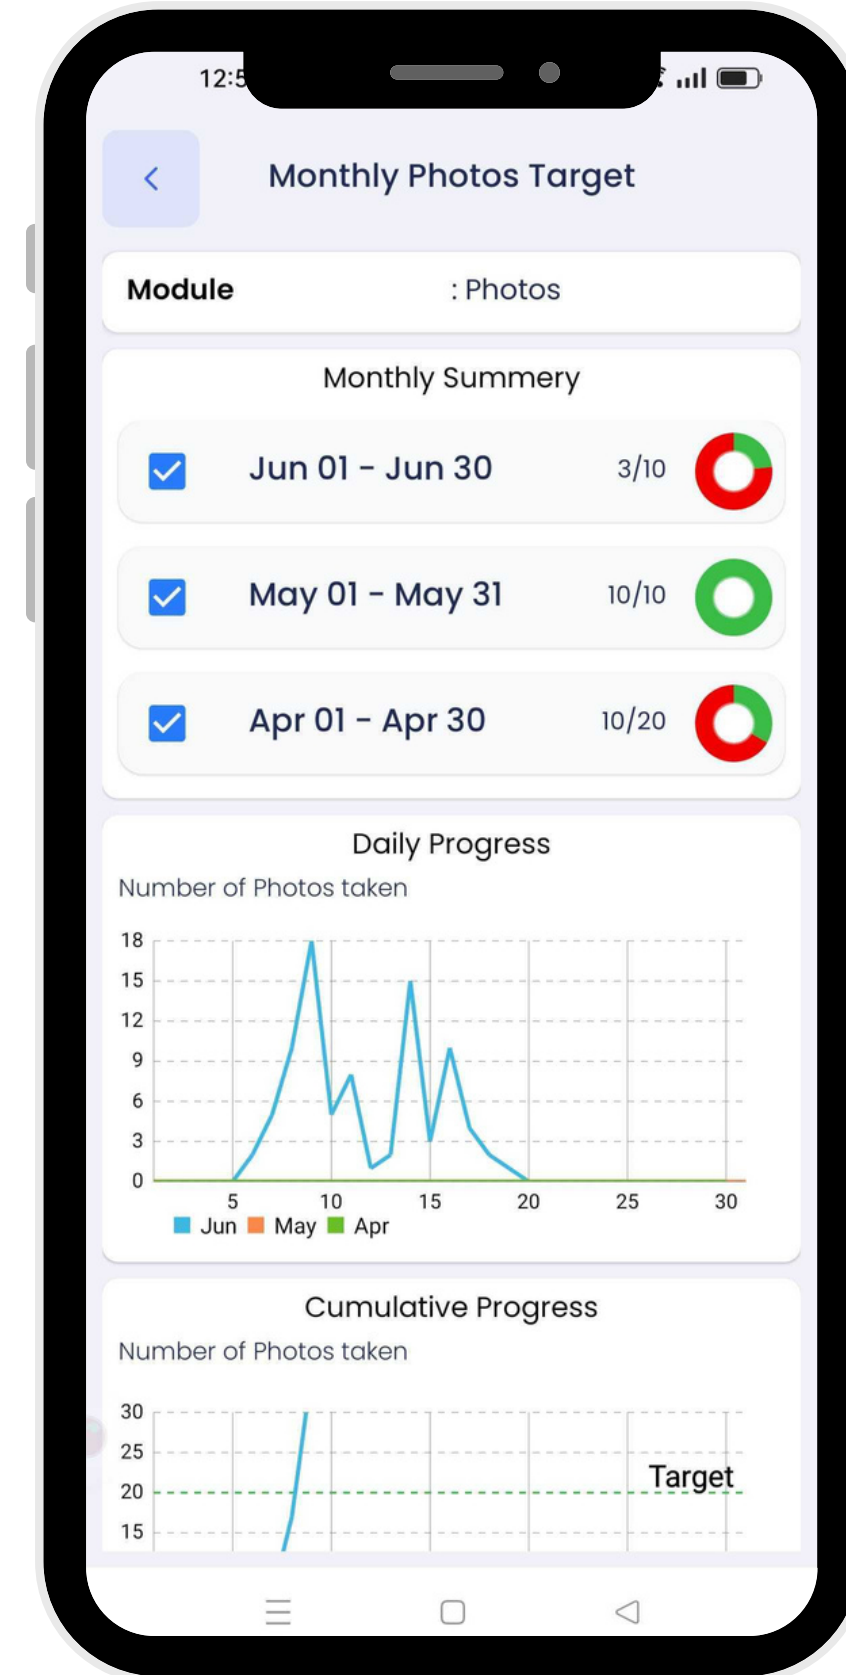 12:5
Monthly Photos Target
Module : Photos
Monthly Summery
Jun 01 - Jun 30 3/10
May 01 - May 31 10/10
Apr 01 - Apr 30 10/20
Daily Progress
Number of Photos taken
18
15
12
9
6
3
0
5 10 15 20 25 30
Jun May Apr
Cumulative Progress
Number of Photos taken
30
25
Target
20
15